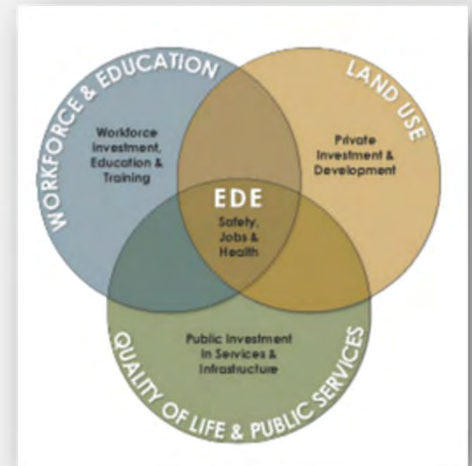 WORKFORCE & EDUCATION
LAND USE
Workforce
Investment,
Education &
Training
Private
Investment &
Development
EDE
Safety,
Jobs &
Health
Public Investment
in Services &
Infrastructure
QUALITY OF LIFE & PUBLIC SERVICES